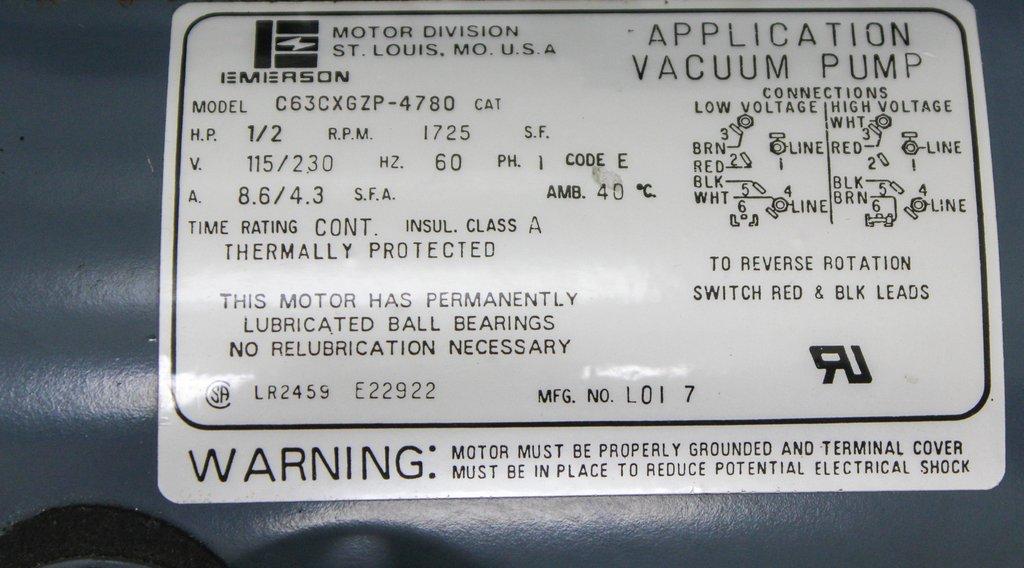 EMERSON
MOTOR DIVISION
ST. LOUIS, MO. U.S.A
APPLICATION
VACUUM PUMP
MODEL C63CXGZP-4780 CAT
H.P. 1/2 R.P.M. 1725 S.F.
V. 115/230 HZ. 60 PH. 1 CODE E
A. 8.6/4.3 S.F.A. AMB. 40 °C.
TIME RATING CONT. INSUL. CLASS A
THERMALLY PROTECTED
THIS MOTOR HAS PERMANENTLY
LUBRICATED BALL BEARINGS
NO RELUBRICATION NECESSARY
SA LR2459 E22922 MFG. NO. L01 7
CONNECTIONS
LOW VOLTAGE HIGH VOLTAGE
WHT
3 3
BRN LINE RED LINE
RED 2 1 2 1
BLK 5 4 BLK 5 4
WHT 6 LINE BRN 6 LINE
TO REVERSE ROTATION
SWITCH RED & BLK LEADS
RU
WARNING: MOTOR MUST BE PROPERLY GROUNDED AND TERMINAL COVER
MUST BE IN PLACE TO REDUCE POTENTIAL ELECTRICAL SHOCK